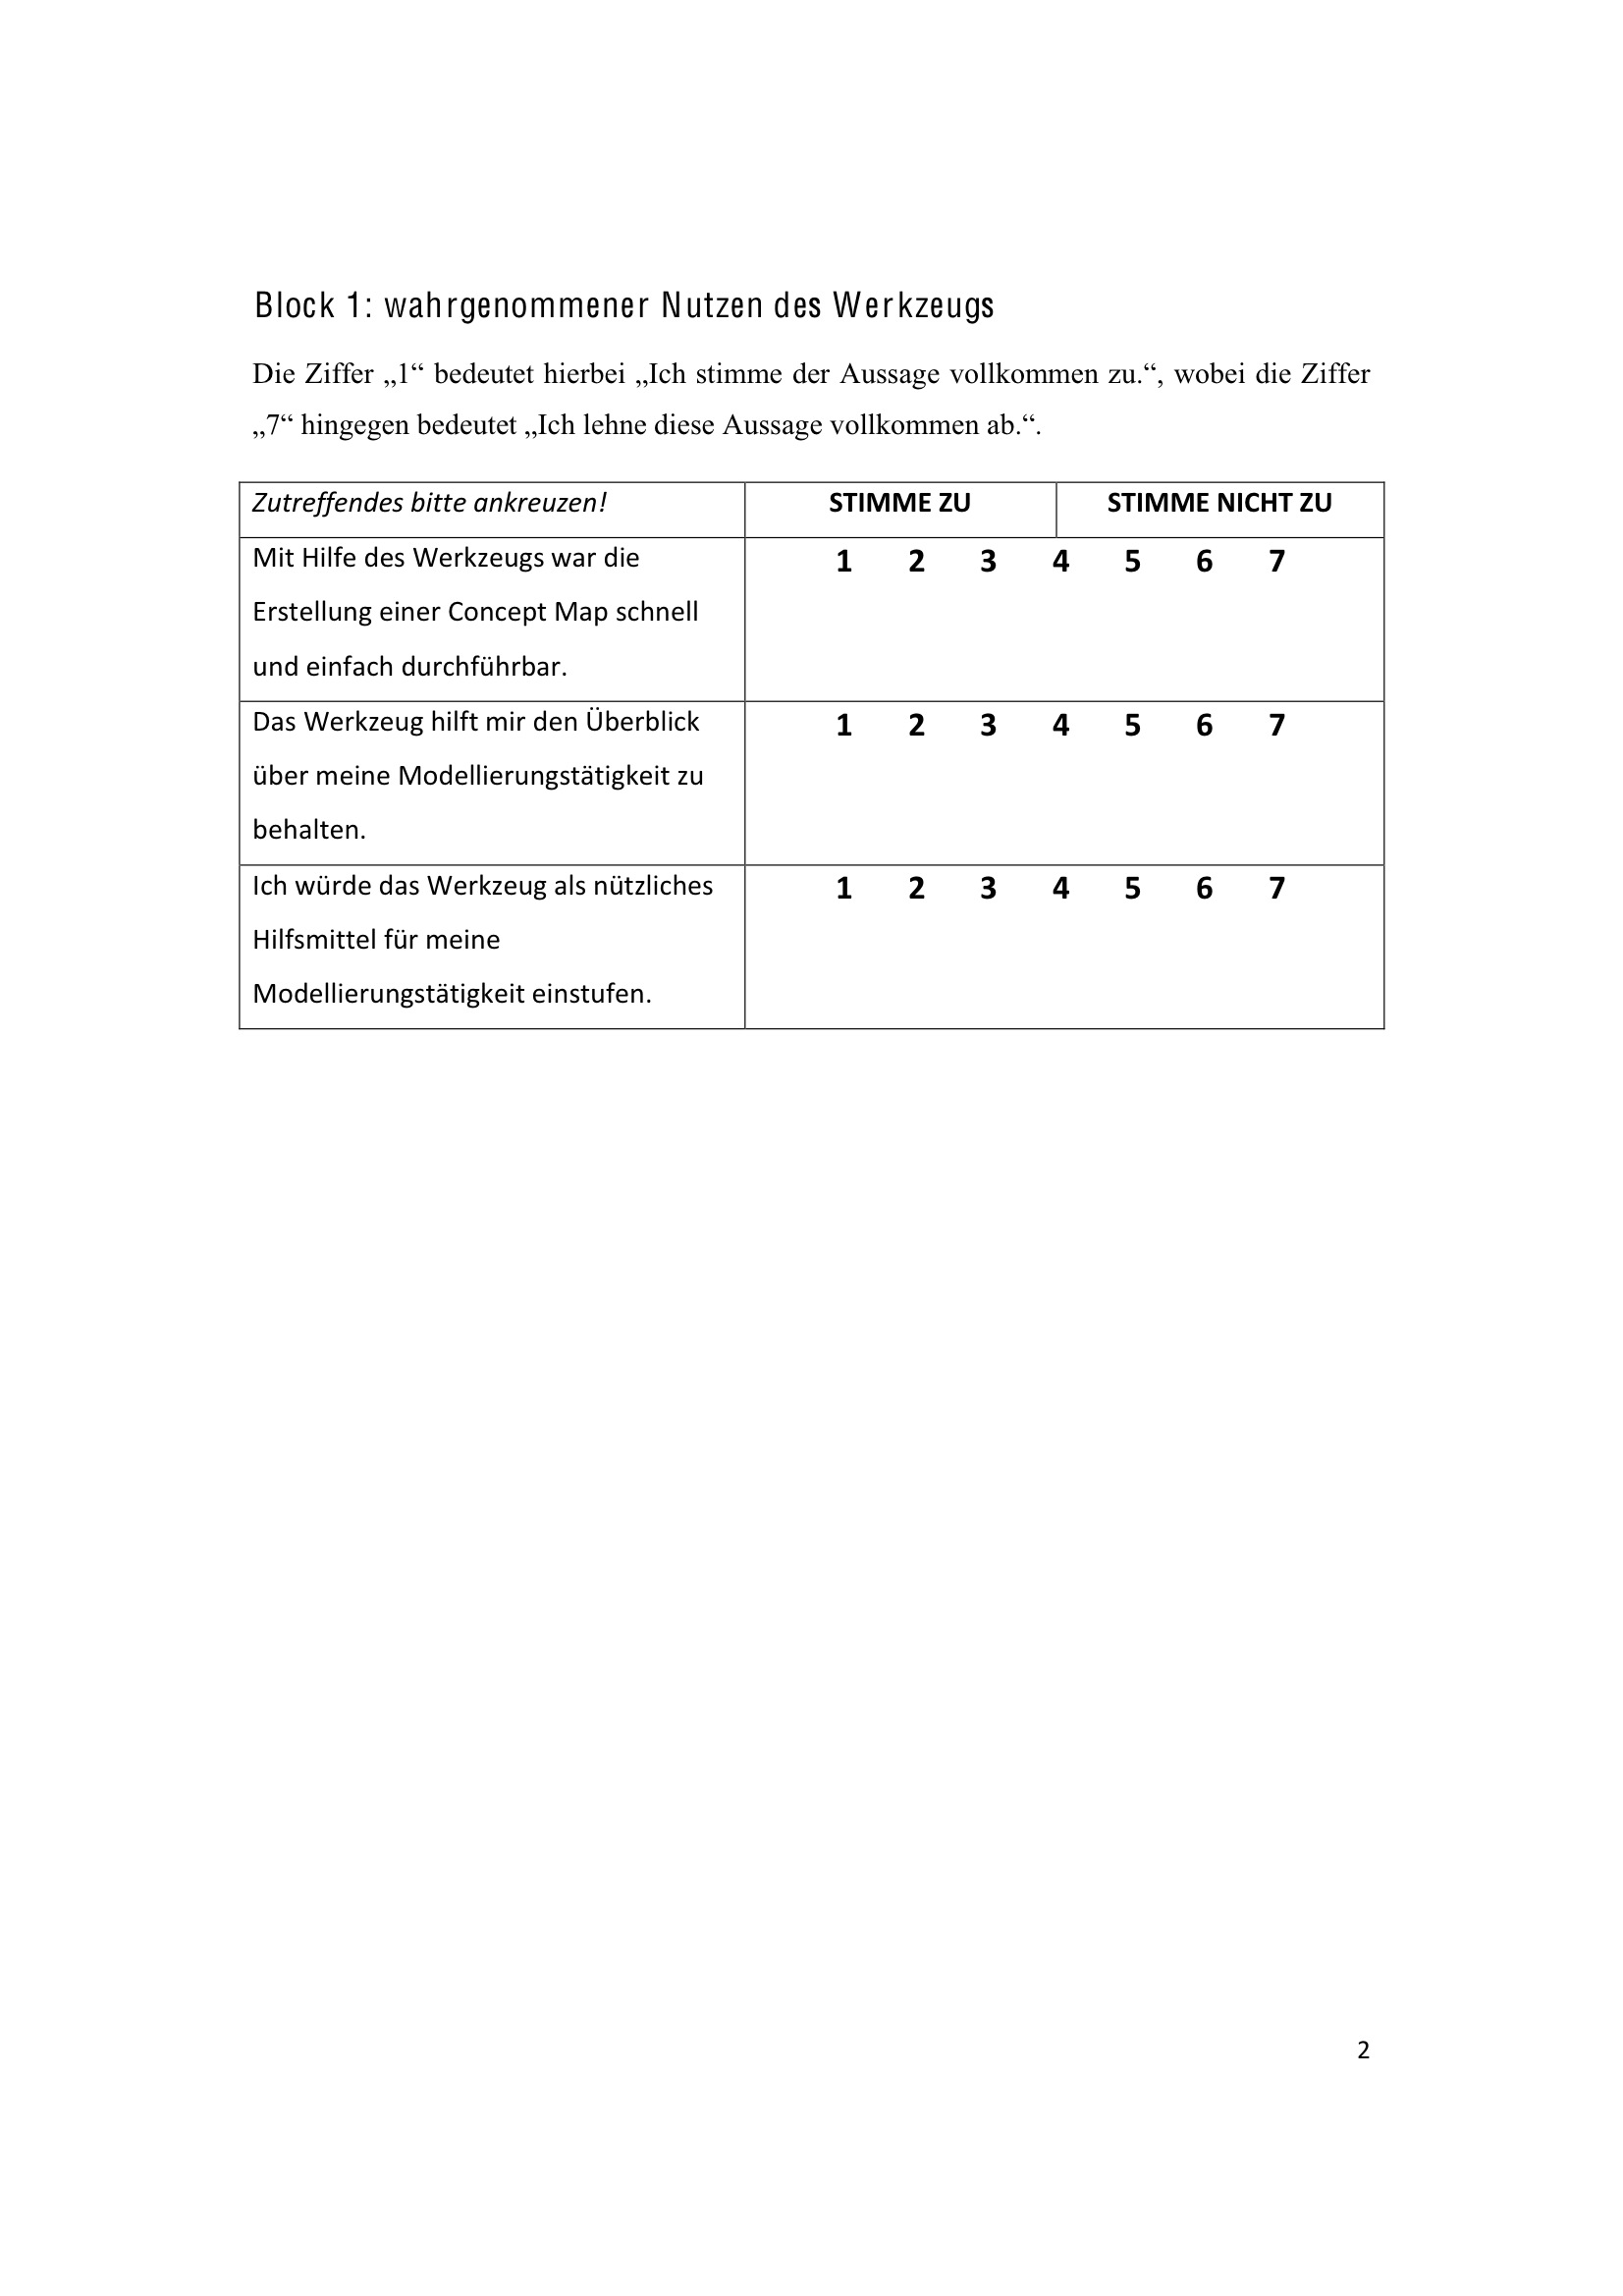 Block 1: wahrgenommener Nutzen des Werkzeugs
Die Ziffer „1“ bedeutet hierbei „Ich stimme der Aussage vollkommen zu.“, wobei die Ziffer
„7“ hingegen bedeutet „Ich lehne diese Aussage vollkommen ab.“.
Zutreffendes bitte ankreuzen! STIMME ZU STIMME NICHT ZU
Mit Hilfe des Werkzeugs war die 1 2 3 4 5 6 7
Erstellung einer Concept Map schnell
und einfach durchführbar.
Das Werkzeug hilft mir den Überblick 1 2 3 4 5 6 7
über meine Modellierungstätigkeit zu
behalten.
Ich würde das Werkzeug als nützliches 1 2 3 4 5 6 7
Hilfsmittel für meine
Modellierungstätigkeit einstufen.
2